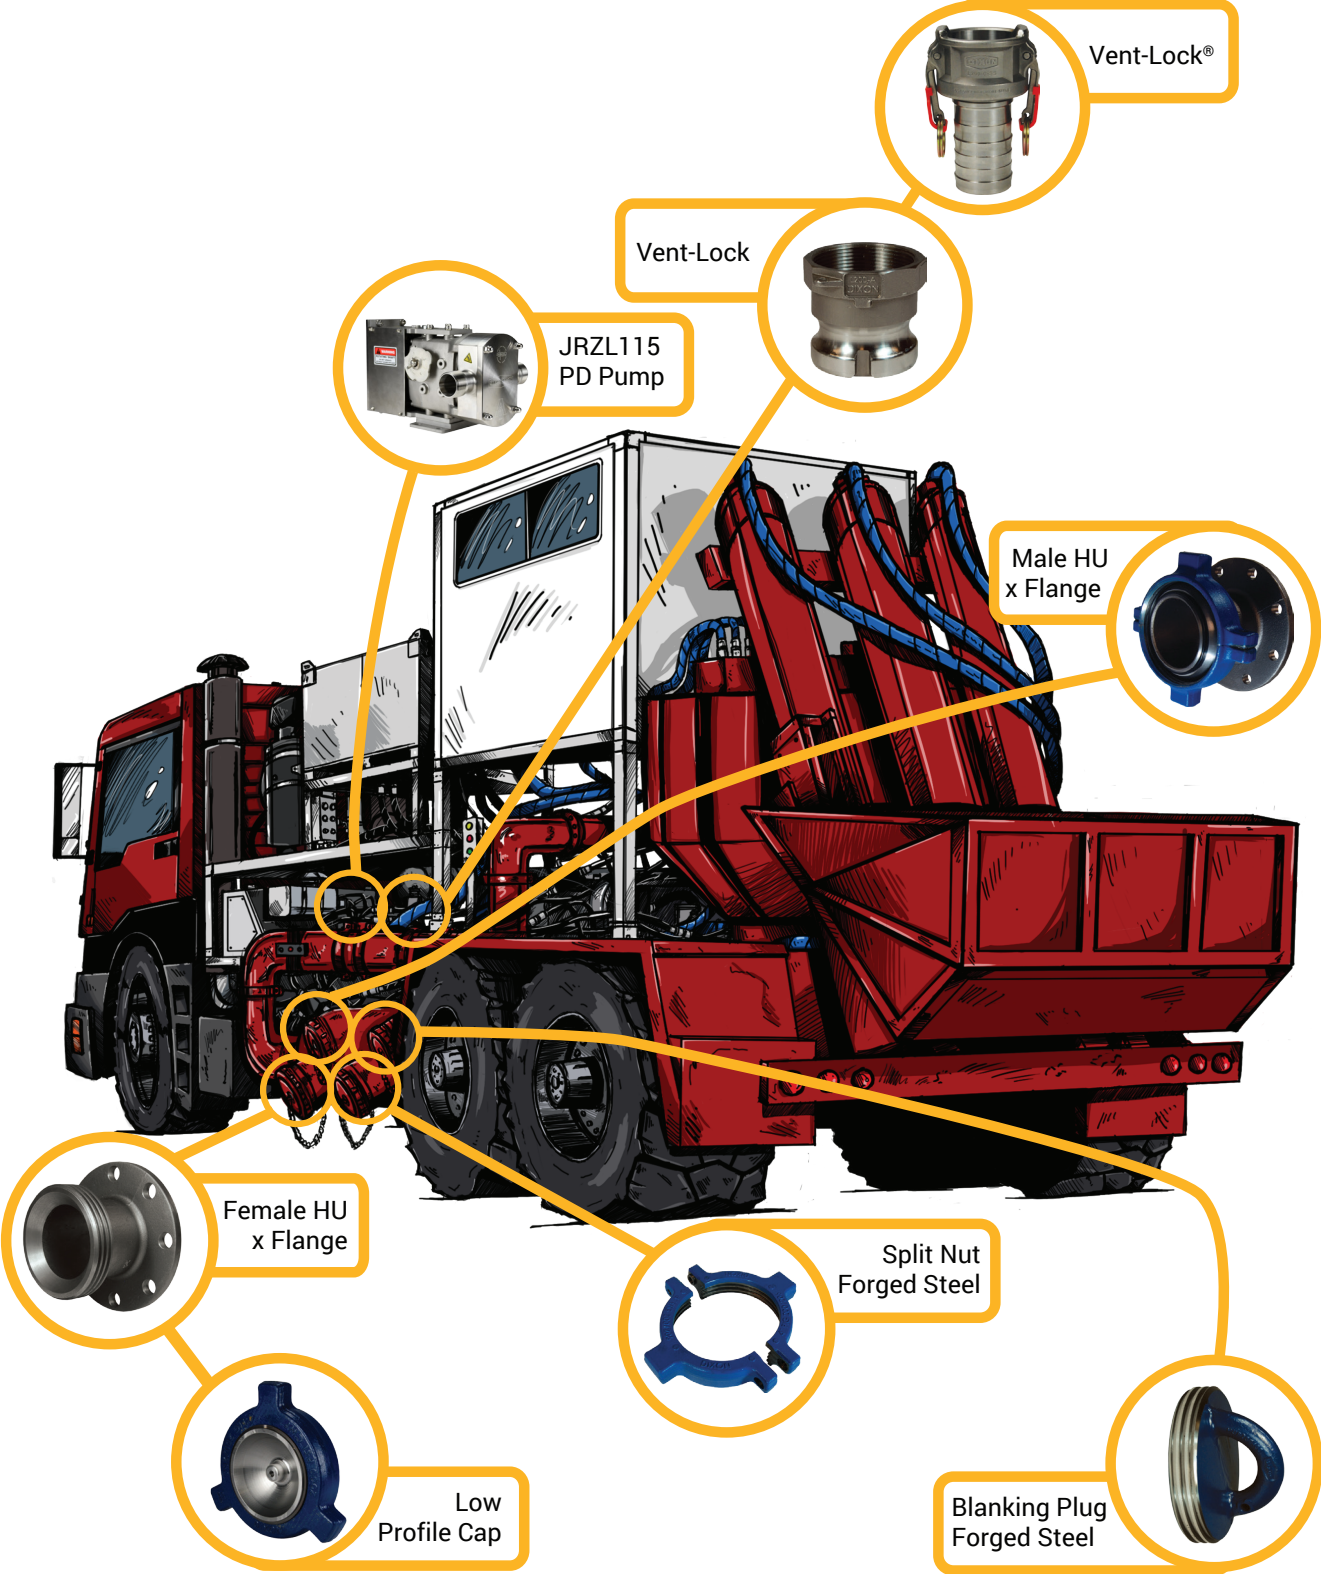 Vent-Lock®
Vent-Lock
JRZL115
PD Pump
Male HU
x Flange
Female HU
x Flange
Split Nut
Forged Steel
Low
Profile Cap
Blanking Plug
Forged Steel